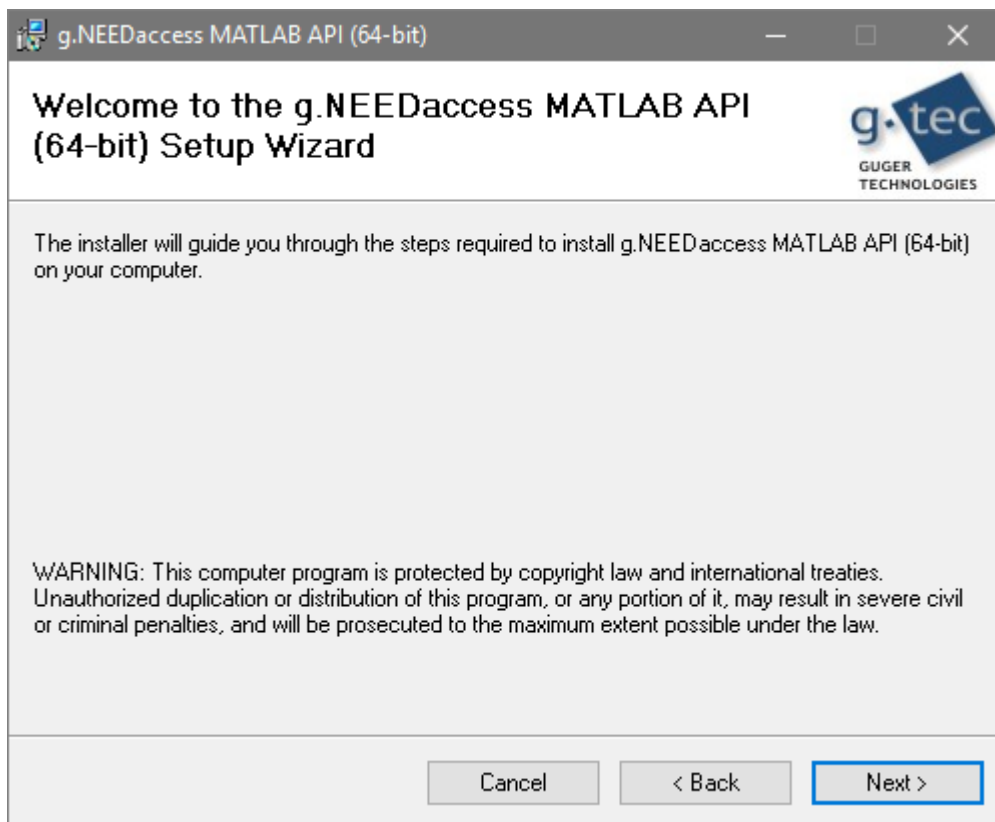 g.NEEDaccess MATLAB API (64-bit)
Welcome to the g.NEEDaccess MATLAB API
(64-bit) Setup Wizard
g.tec
GUGER
TECHNOLOGIES
The installer will guide you through the steps required to install g.NEEDaccess MATLAB API (64-bit)
on your computer.
WARNING: This computer program is protected by copyright law and international treaties.
Unauthorized duplication or distribution of this program, or any portion of it, may result in severe civil
or criminal penalties, and will be prosecuted to the maximum extent possible under the law.
Cancel
< Back
Next >